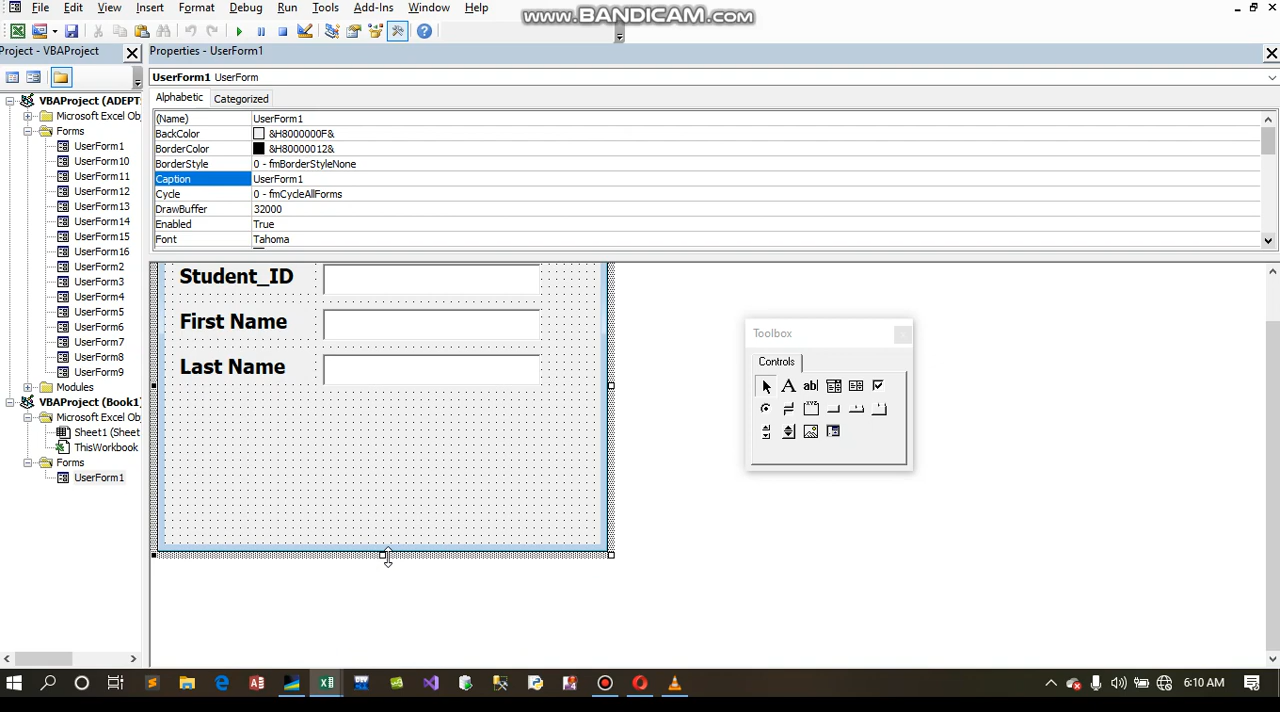 File Edit View Insert Format Debug Run Tools Add-Ins Window Help
www.BANDICAM.com
Project - VBAProject
Properties - UserForm1
UserForm1 UserForm
Alphabetic Categorized
(Name) UserForm1
BackColor &H8000000F&
BorderColor &H80000012&
BorderStyle 0 - fmBorderStyleNone
Caption UserForm1
Cycle 0 - fmCycleAllForms
DrawBuffer 32000
Enabled True
Font Tahoma
VBAProject (ADEPT
Microsoft Excel Ob
Forms
UserForm1
UserForm10
UserForm11
UserForm12
UserForm13
UserForm14
UserForm15
UserForm16
UserForm2
UserForm3
UserForm4
UserForm5
UserForm6
UserForm7
UserForm8
UserForm9
Modules
VBAProject (Book1
Microsoft Excel Ob
Sheet1 (Sheet
ThisWorkbook
Forms
UserForm1
Student_ID
First Name
Last Name
Toolbox
Controls
A ab|
XYZ
6:10 AM